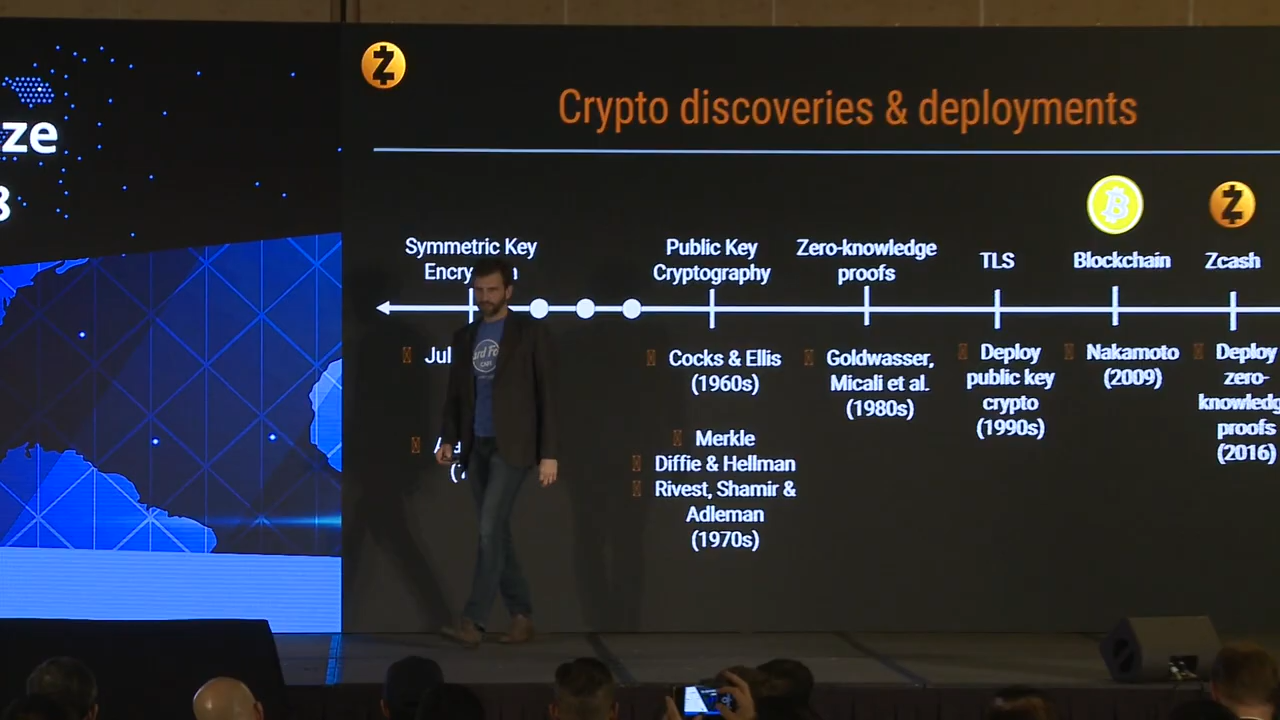 ze
Crypto discoveries & deployments
Symmetric Key
Public Key
Cryptography
Zero-knowledge
proofs
TLS
Blockchain
Zcash
Cocks & Ellis
(1960s)
Merkle
Diffie & Hellman
Rivest, Shamir &
Adleman
(1970s)
Goldwasser,
Micali et al.
(1980s)
Deploy
public key
crypto
(1990s)
Nakamoto
(2009)
Deploy
zero-
knowledg
proofs
(2016)